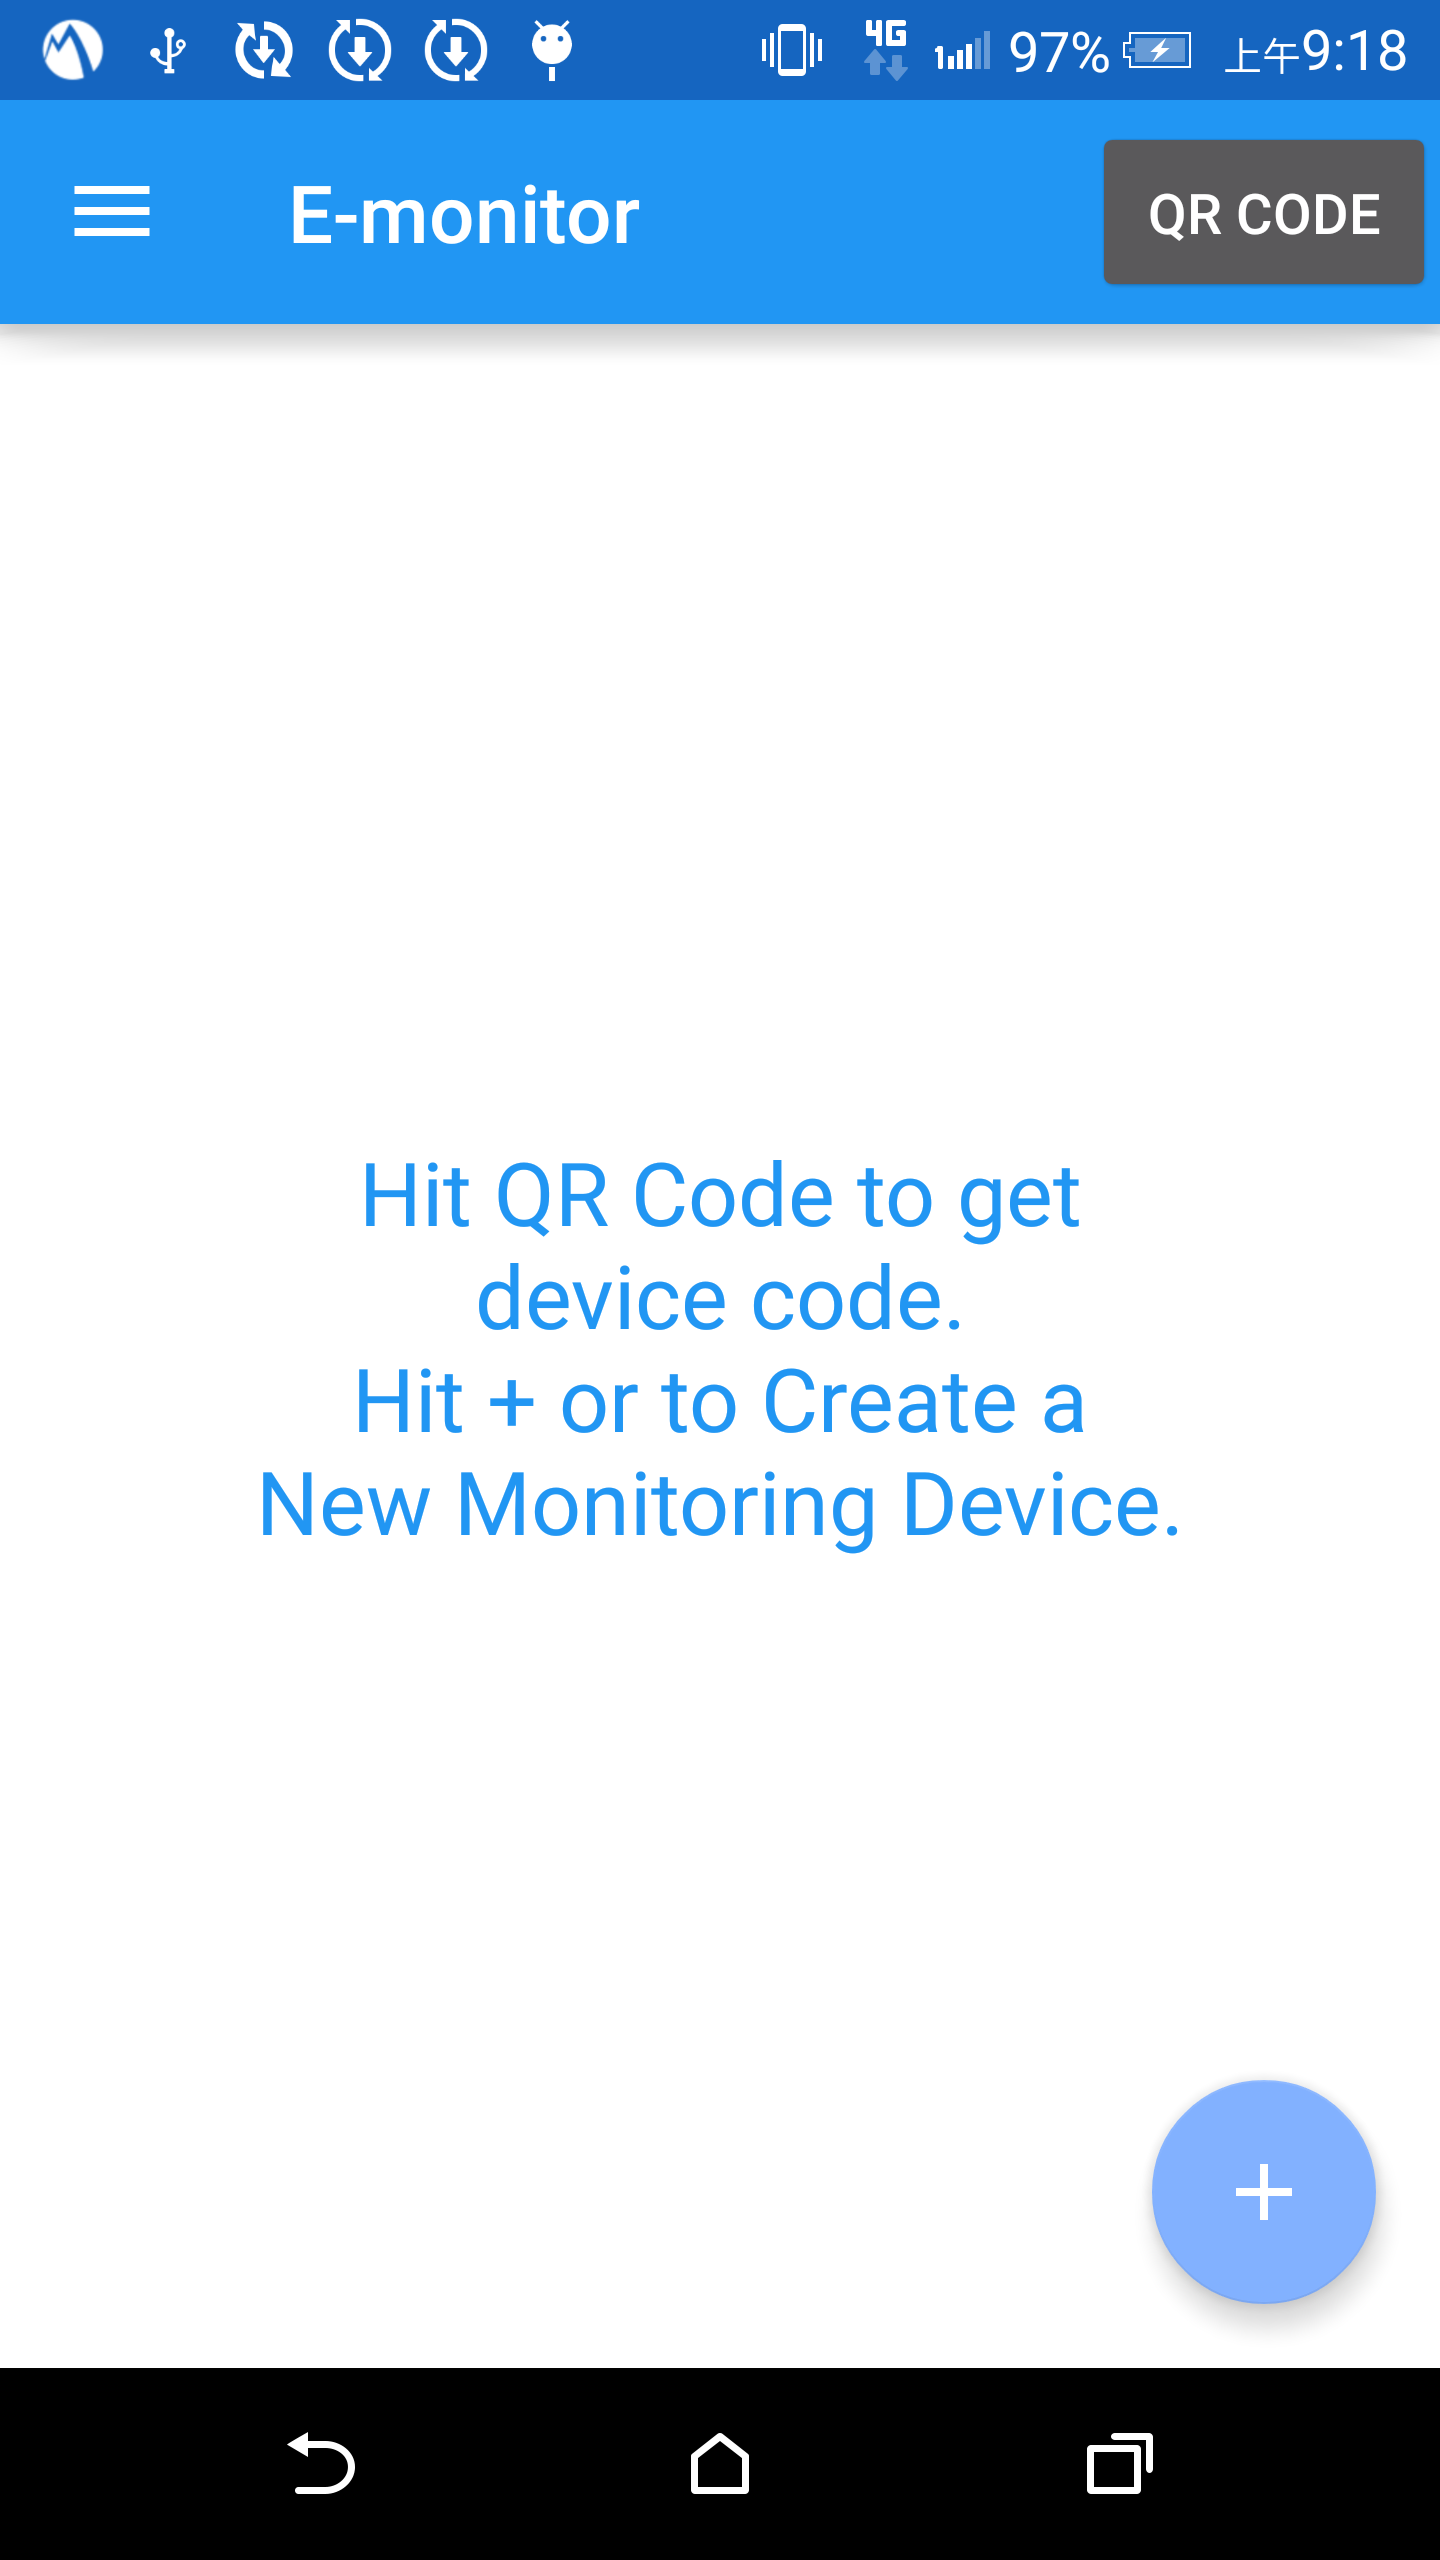 4G 97% 上午9:18
E-monitor
QR CODE
Hit QR Code to get
device code.
Hit + or to Create a
New Monitoring Device.